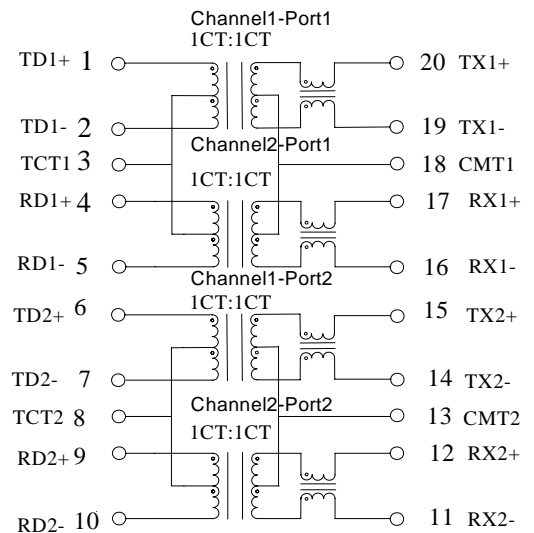 Channel1-Port1
1CT:1CT
TD1+ 1 20 TX1+
TD1- 2 19 TX1-
Channel2-Port1
TCT1 3 18 CMT1
1CT:1CT
RD1+ 4 17 RX1+
RD1- 5 16 RX1-
Channel1-Port2
1CT:1CT
TD2+ 6 15 TX2+
TD2- 7 14 TX2-
Channel2-Port2
TCT2 8 13 CMT2
1CT:1CT
RD2+ 9 12 RX2+
RD2- 10 11 RX2-